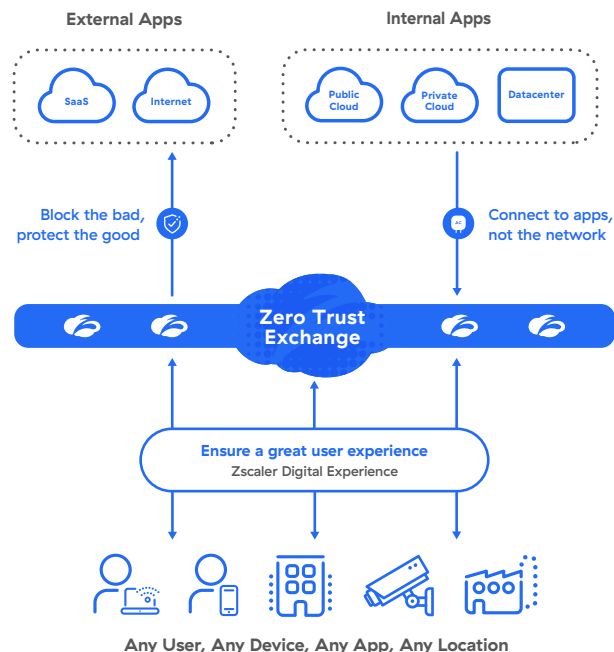 External Apps
Internal Apps
SaaS
Internet
Public
Cloud
Private
Cloud
Datacenter
Block the bad,
protect the good
AC
Connect to apps,
not the network
Zero Trust
Exchange
Ensure a great user experience
Zscaler Digital Experience
Any User, Any Device, Any App, Any Location